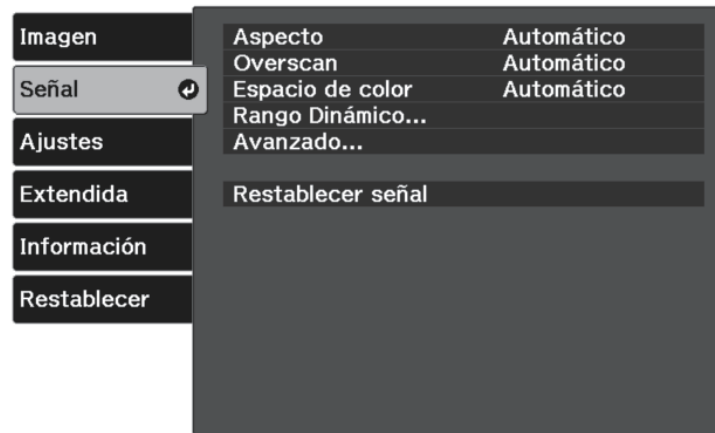 Imagen
Señal
Ajustes
Extendida
Información
Restablecer
Aspecto Automático
Overscan Automático
Espacio de color Automático
Rango Dinámico...
Avanzado...
Restablecer señal